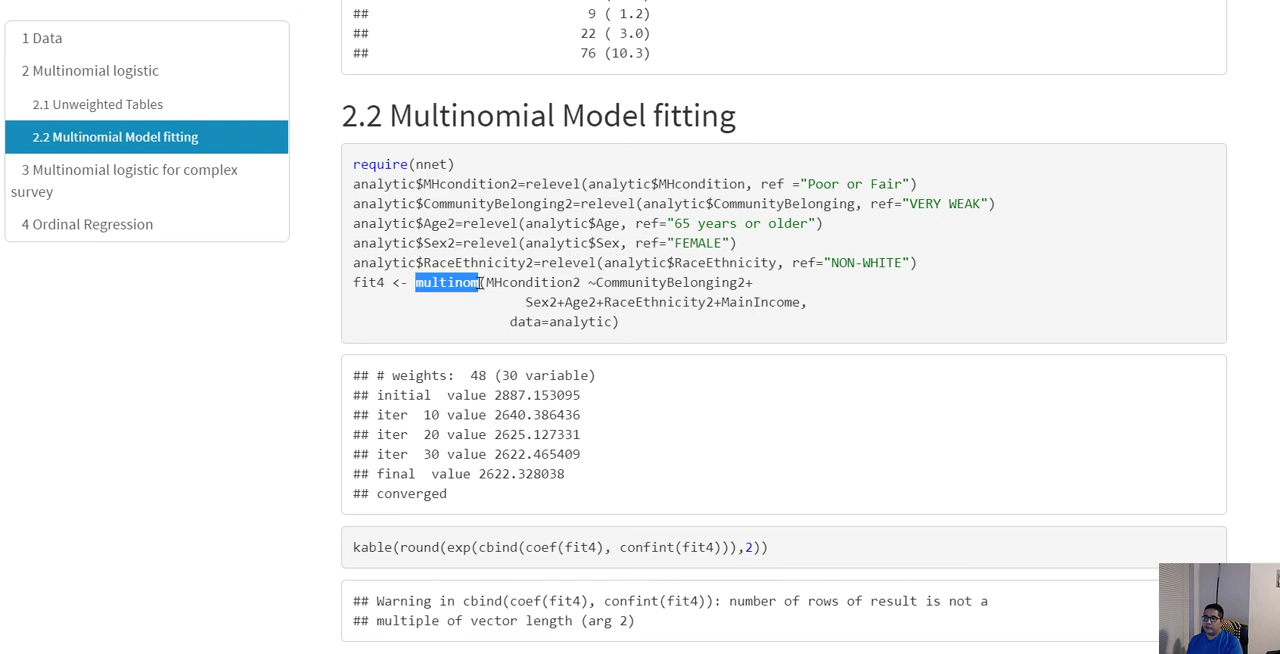 1 Data
2 Multinomial logistic
2.1 Unweighted Tables
2.2 Multinomial Model fitting
3 Multinomial logistic for complex
survey
4 Ordinal Regression
##                            9 ( 1.2)
##                           22 ( 3.0)
##                           76 (10.3)
2.2 Multinomial Model fitting
require(nnet)
analytic$MHcondition2=relevel(analytic$MHcondition, ref ="Poor or Fair")
analytic$CommunityBelonging2=relevel(analytic$CommunityBelonging, ref="VERY WEAK")
analytic$Age2=relevel(analytic$Age, ref="65 years or older")
analytic$Sex2=relevel(analytic$Sex, ref="FEMALE")
analytic$RaceEthnicity2=relevel(analytic$RaceEthnicity, ref="NON-WHITE")
fit4 <- multinom(MHcondition2 ~CommunityBelonging2+
                      Sex2+Age2+RaceEthnicity2+MainIncome,
                    data=analytic)
## # weights:  48 (30 variable)
## initial  value 2887.153095
## iter  10 value 2640.386436
## iter  20 value 2625.127331
## iter  30 value 2622.465409
## final  value 2622.328038
## converged
kable(round(exp(cbind(coef(fit4), confint(fit4))),2))
## Warning in cbind(coef(fit4), confint(fit4)): number of rows of result is not a
## multiple of vector length (arg 2)